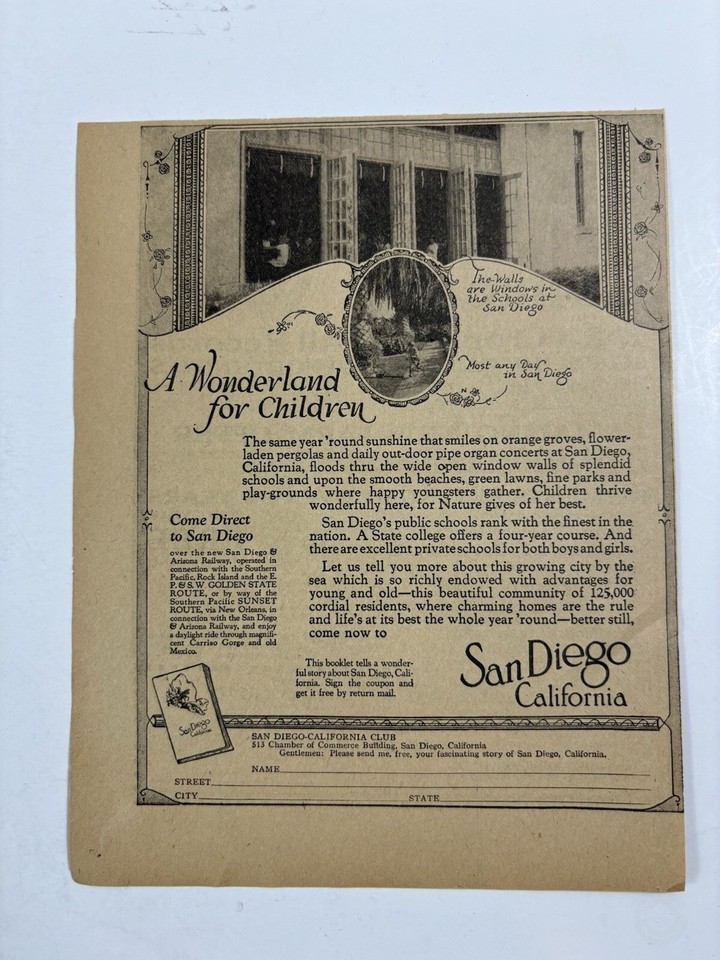 The Walls
are Windows in
the Schools at
San Diego
Most any Day
in San Diego
A Wonderland
for Children
The same year 'round sunshine that smiles on orange groves, flower-
laden pergolas and daily out-door pipe organ concerts at San Diego,
California, floods thru the wide open window walls of splendid
schools and upon the smooth beaches, green lawns, fine parks and
play-grounds where happy youngsters gather. Children thrive
wonderfully here, for Nature gives of her best.
San Diego's public schools rank with the finest in the
nation. A State college offers a four-year course. And
there are excellent private schools for both boys and girls.
Let us tell you more about this growing city by the
sea which is so richly endowed with advantages for
young and old—this beautiful community of 125,000
cordial residents, where charming homes are the rule
and life's at its best the whole year 'round—better still,
come now to
San Diego
California
Come Direct
to San Diego
over the new San Diego &
Arizona Railway, operated in
connection with the Southern
Pacific, Rock Island and the E.
P. & S. W. GOLDEN STATE
ROUTE, or by way of the
Southern Pacific SUNSET
ROUTE, via New Orleans, in
connection with the San Diego
& Arizona Railway, and enjoy
a daylight ride through magnifi-
cent Carriso Gorge and old
Mexico.
This booklet tells a wonder-
ful story about San Diego, Cali-
fornia. Sign the coupon and
get it free by return mail.
San Diego
California
SAN DIEGO-CALIFORNIA CLUB
513 Chamber of Commerce Building, San Diego, California
Gentlemen: Please send me, free, your fascinating story of San Diego, California.
NAME
STREET
CITY STATE